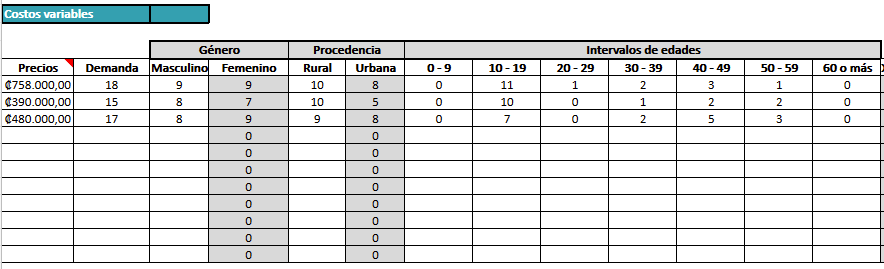 Costos variables
Género Procedencia Intervalos de edades
Precios Demanda Masculino Femenino Rural Urbana 0 - 9 10 - 19 20 - 29 30 - 39 40 - 49 50 - 59 60 o más
₡758.000,00 18 9 9 10 8 0 11 1 2 3 1 0
₡390.000,00 15 8 7 10 5 0 10 0 1 2 2 0
₡480.000,00 17 8 9 9 8 0 7 0 2 5 3 0
0 0
0 0
0 0
0 0
0 0
0 0
0 0
0 0